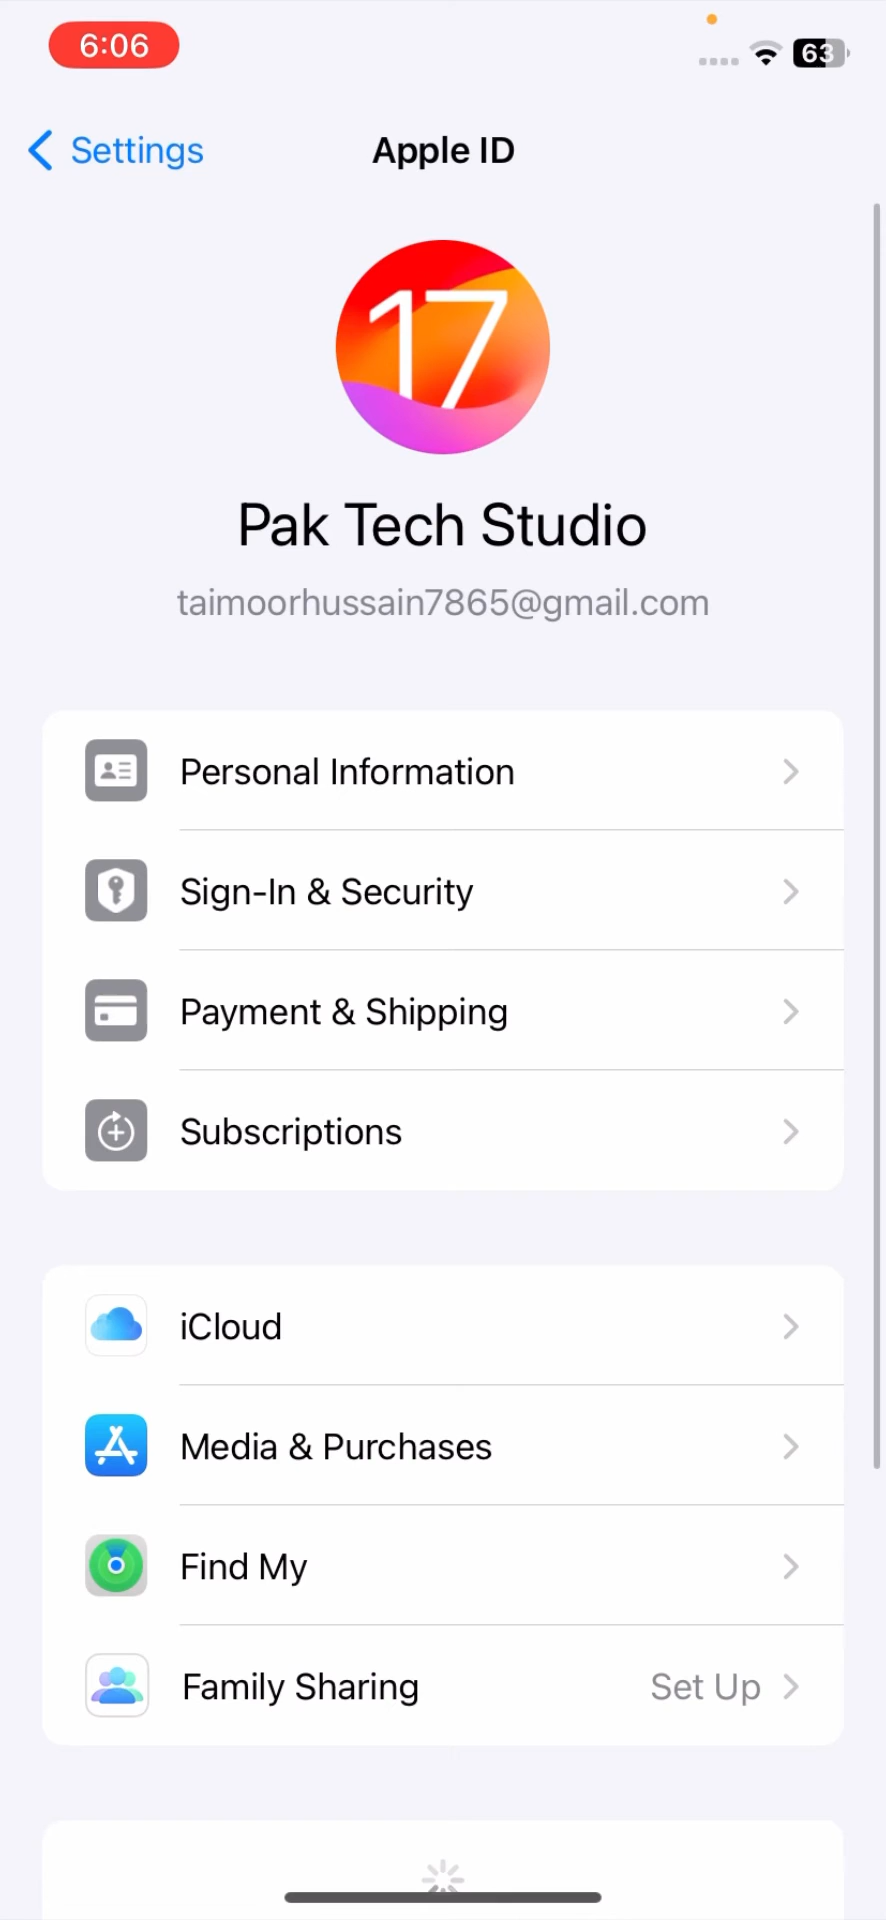 6:06
63
Settings
Apple ID
17
Pak Tech Studio
taimoorhussain7865@gmail.com
Personal Information
Sign-In & Security
Payment & Shipping
Subscriptions
iCloud
Media & Purchases
Find My
Family Sharing Set Up